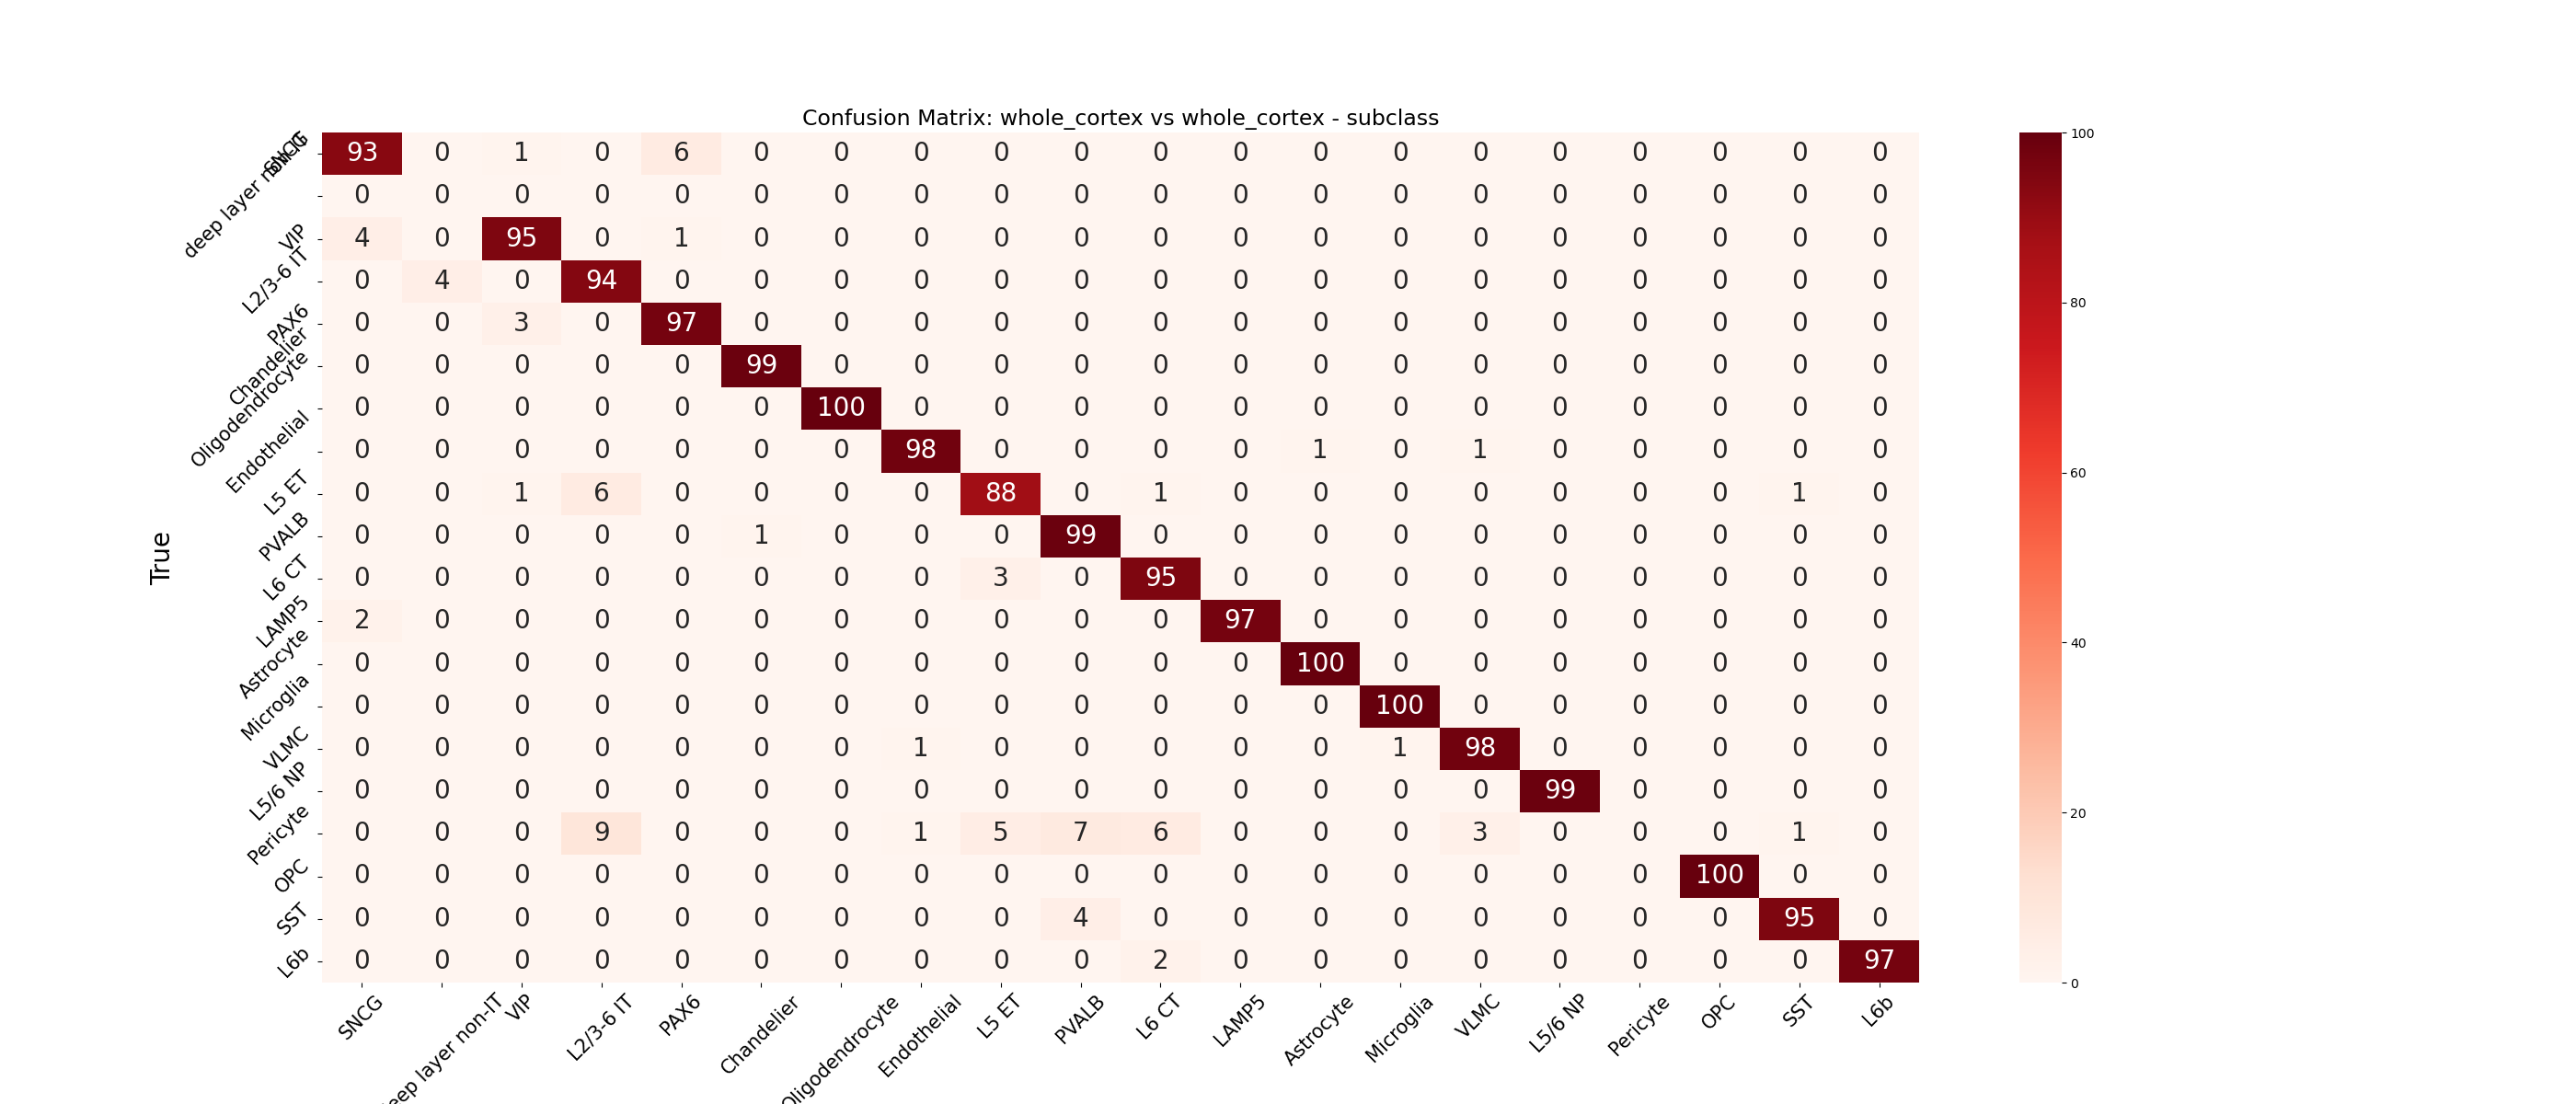 Confusion Matrix: whole_cortex vs whole_cortex - subclass
SNCG 93 0 1 0 6 0 0 0 0 0 0 0 0 0 0 0 0 0 0 0
deep layer non-IT 0 0 0 0 0 0 0 0 0 0 0 0 0 0 0 0 0 0 0 0
VIP 4 0 95 0 1 0 0 0 0 0 0 0 0 0 0 0 0 0 0 0
L2/3-6 IT 0 4 0 94 0 0 0 0 0 0 0 0 0 0 0 0 0 0 0 0
PAX6 0 0 3 0 97 0 0 0 0 0 0 0 0 0 0 0 0 0 0 0
Chandelier 0 0 0 0 0 99 0 0 0 0 0 0 0 0 0 0 0 0 0 0
Oligodendrocyte 0 0 0 0 0 0 100 0 0 0 0 0 0 0 0 0 0 0 0 0
Endothelial 0 0 0 0 0 0 0 98 0 0 0 0 1 0 1 0 0 0 0 0
L5 ET 0 0 1 6 0 0 0 0 88 0 1 0 0 0 0 0 0 0 1 0
PVALB 0 0 0 0 0 1 0 0 0 99 0 0 0 0 0 0 0 0 0 0
L6 CT 0 0 0 0 0 0 0 0 3 0 95 0 0 0 0 0 0 0 0 0
LAMP5 2 0 0 0 0 0 0 0 0 0 0 97 0 0 0 0 0 0 0 0
Astrocyte 0 0 0 0 0 0 0 0 0 0 0 0 100 0 0 0 0 0 0 0
Microglia 0 0 0 0 0 0 0 0 0 0 0 0 0 100 0 0 0 0 0 0
VLMC 0 0 0 0 0 0 0 1 0 0 0 0 0 1 98 0 0 0 0 0
L5/6 NP 0 0 0 0 0 0 0 0 0 0 0 0 0 0 0 99 0 0 0 0
Pericyte 0 0 0 9 0 0 0 1 5 7 6 0 0 0 3 0 0 0 1 0
OPC 0 0 0 0 0 0 0 0 0 0 0 0 0 0 0 0 0 100 0 0
SST 0 0 0 0 0 0 0 0 0 4 0 0 0 0 0 0 0 0 95 0
L6b 0 0 0 0 0 0 0 0 0 0 2 0 0 0 0 0 0 0 0 97
True
SNCG
eep layer non-IT
VIP
L2/3-6 IT
PAX6
Chandelier
Oligodendrocyte
Endothelial
L5 ET
PVALB
L6 CT
LAMP5
Astrocyte
Microglia
VLMC
L5/6 NP
Pericyte
OPC
SST
L6b
100
80
60
40
20
0